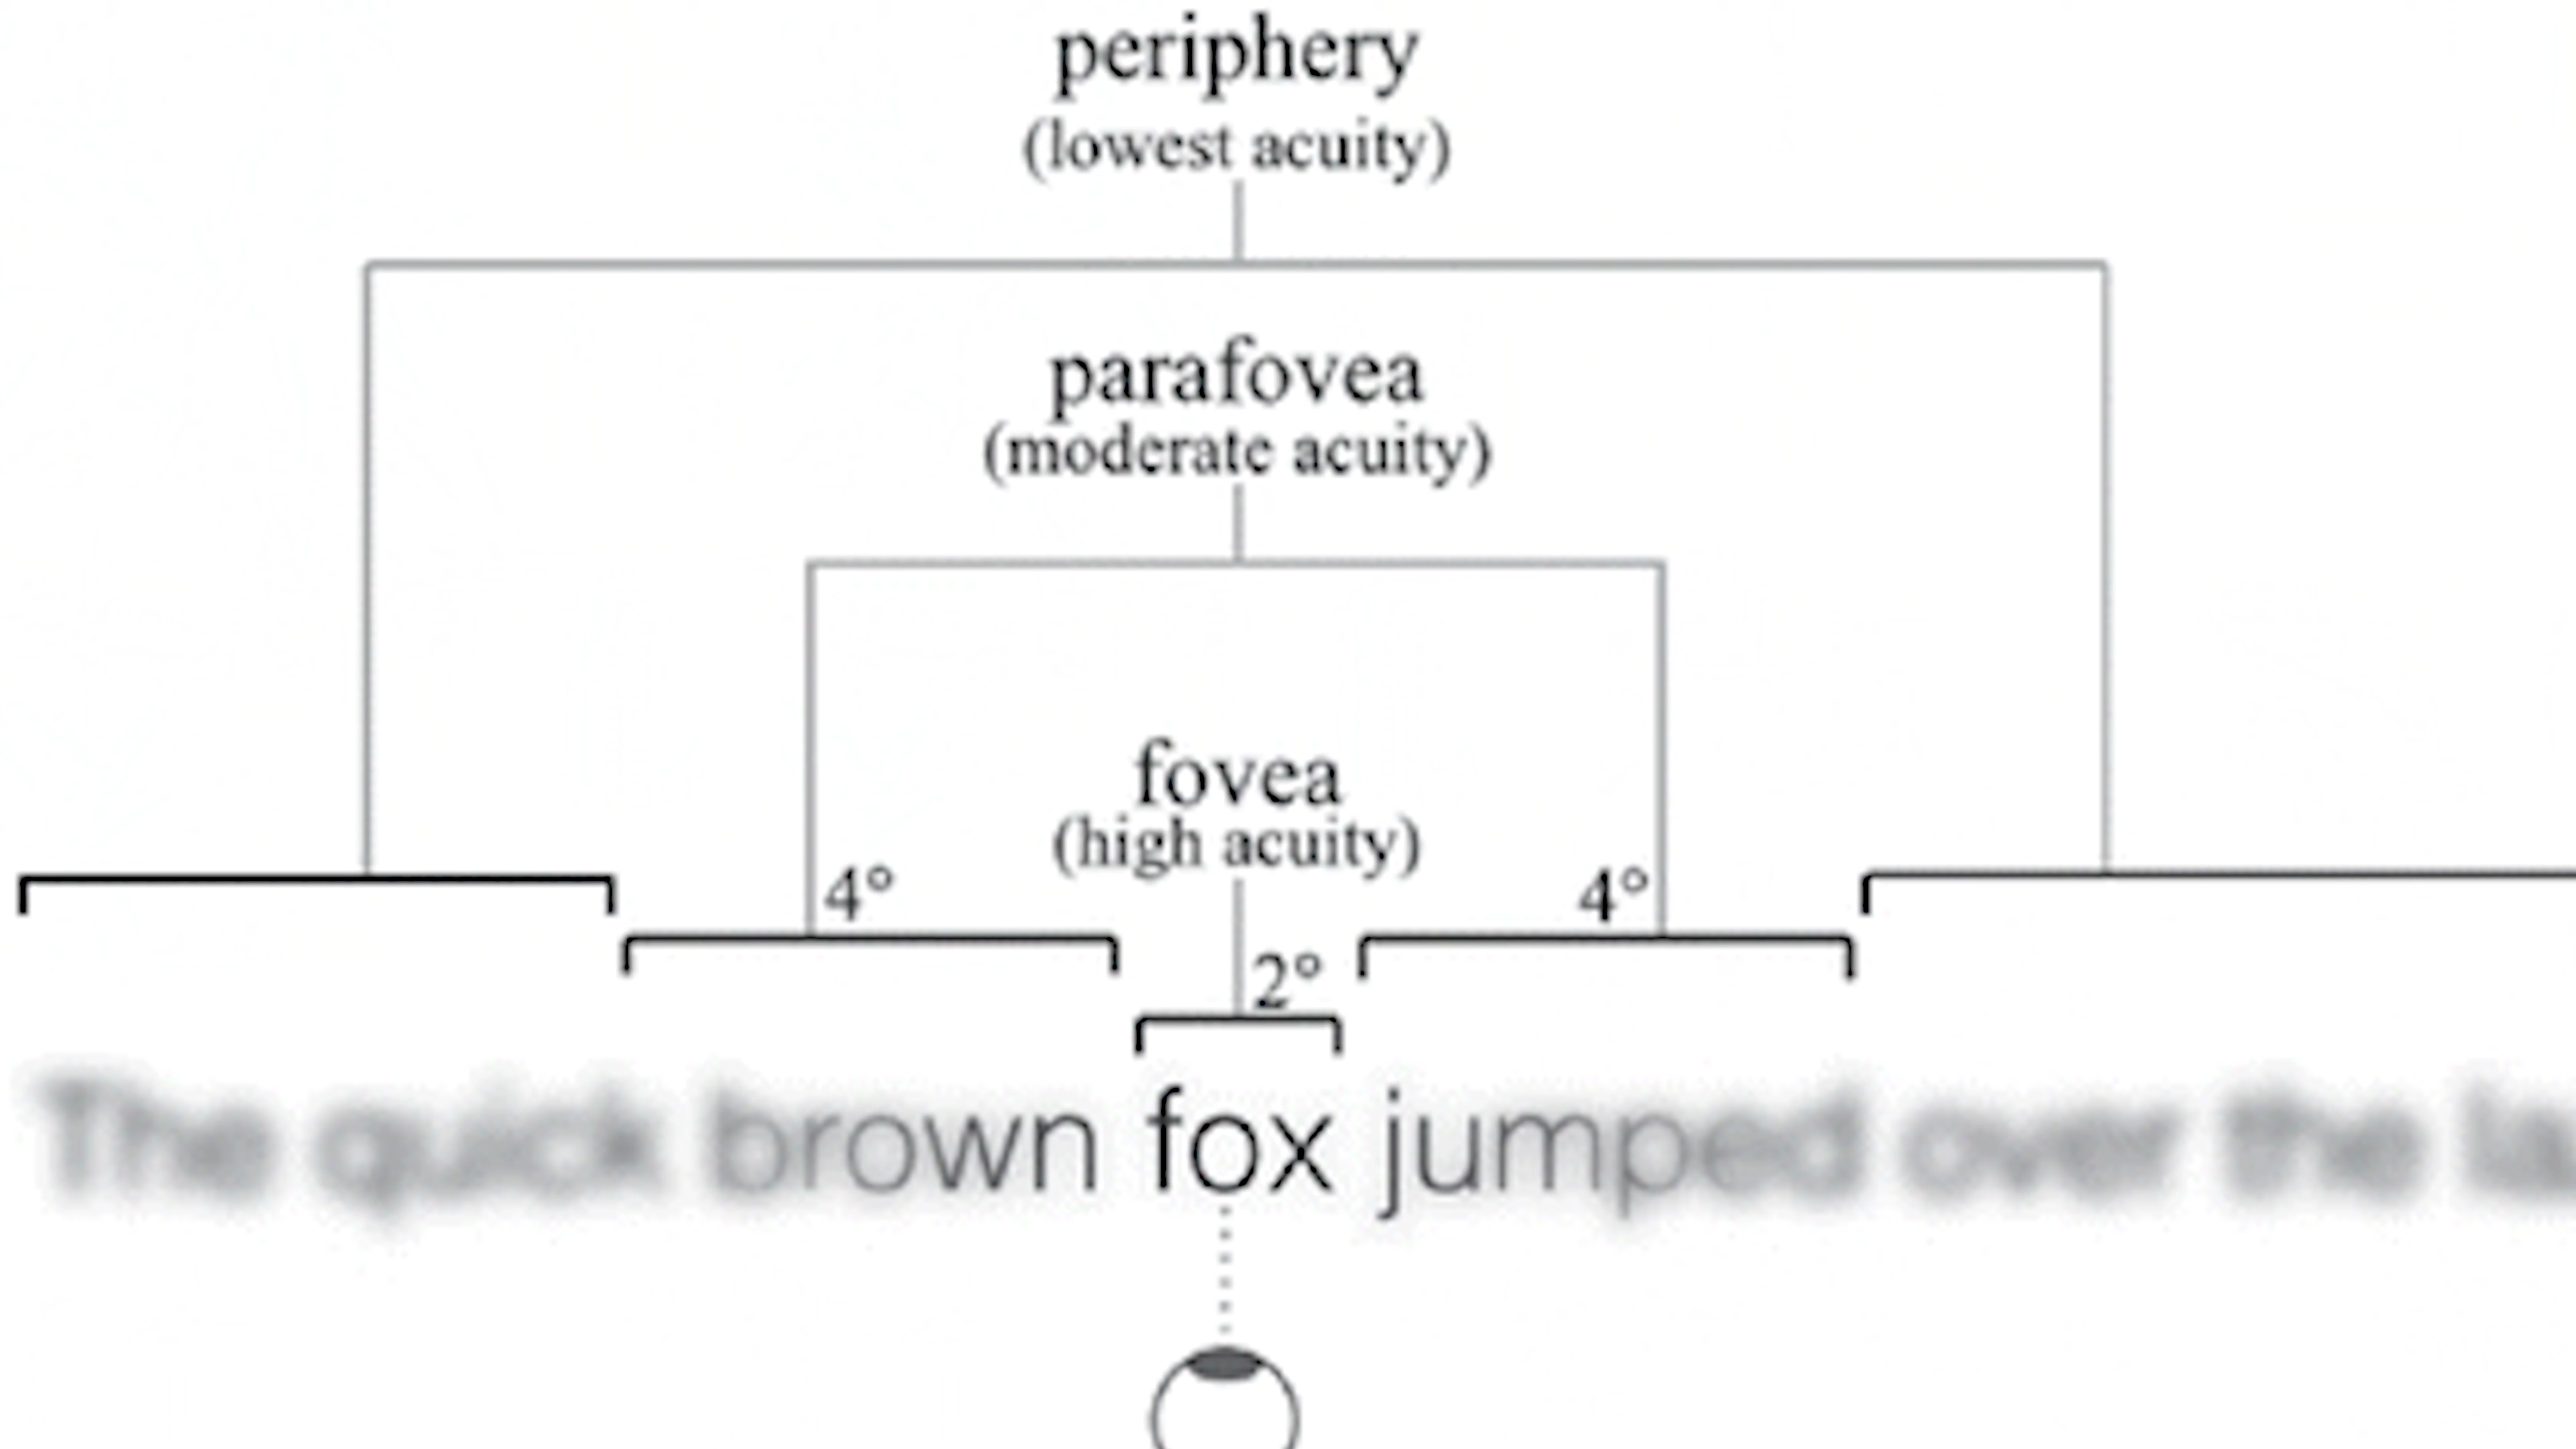 periphery
(lowest acuity)
parafovea
(moderate acuity)
fovea
(high acuity)
4° 4°
2°
The quick brown fox jumped over the la